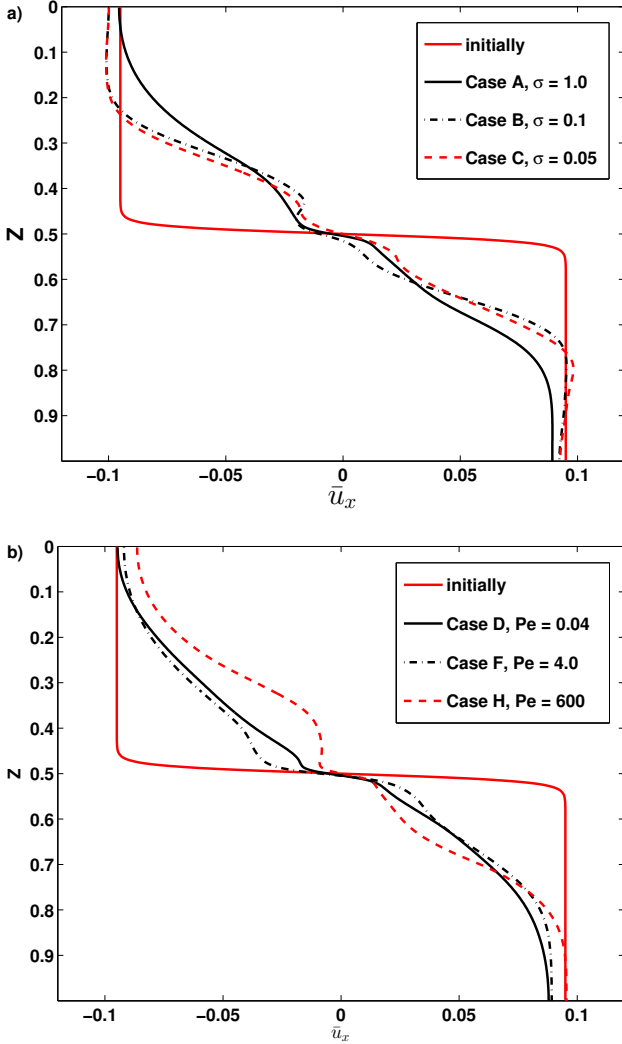 a)
0
0.1
0.2
0.3
0.4
0.5
0.6
0.7
0.8
0.9
Z
−0.1
−0.05
0
0.05
0.1
ū_x
initially
Case A, σ = 1.0
Case B, σ = 0.1
Case C, σ = 0.05
b)
0
0.1
0.2
0.3
0.4
0.5
0.6
0.7
0.8
0.9
Z
−0.1
−0.05
0
0.05
0.1
ū_x
initially
Case D, Pe = 0.04
Case F, Pe = 4.0
Case H, Pe = 600